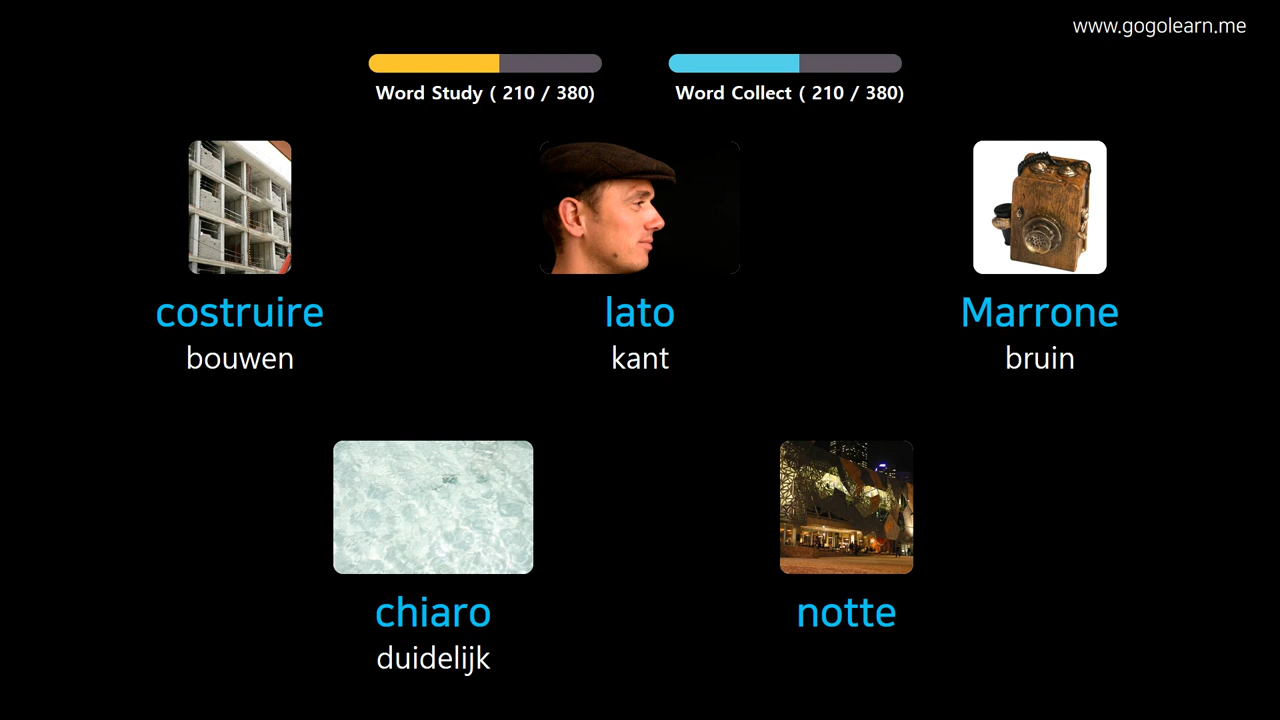 www.gogolearn.me
Word Study ( 210 / 380)
Word Collect ( 210 / 380)
costruire
bouwen
lato
kant
Marrone
bruin
chiaro
duidelijk
notte